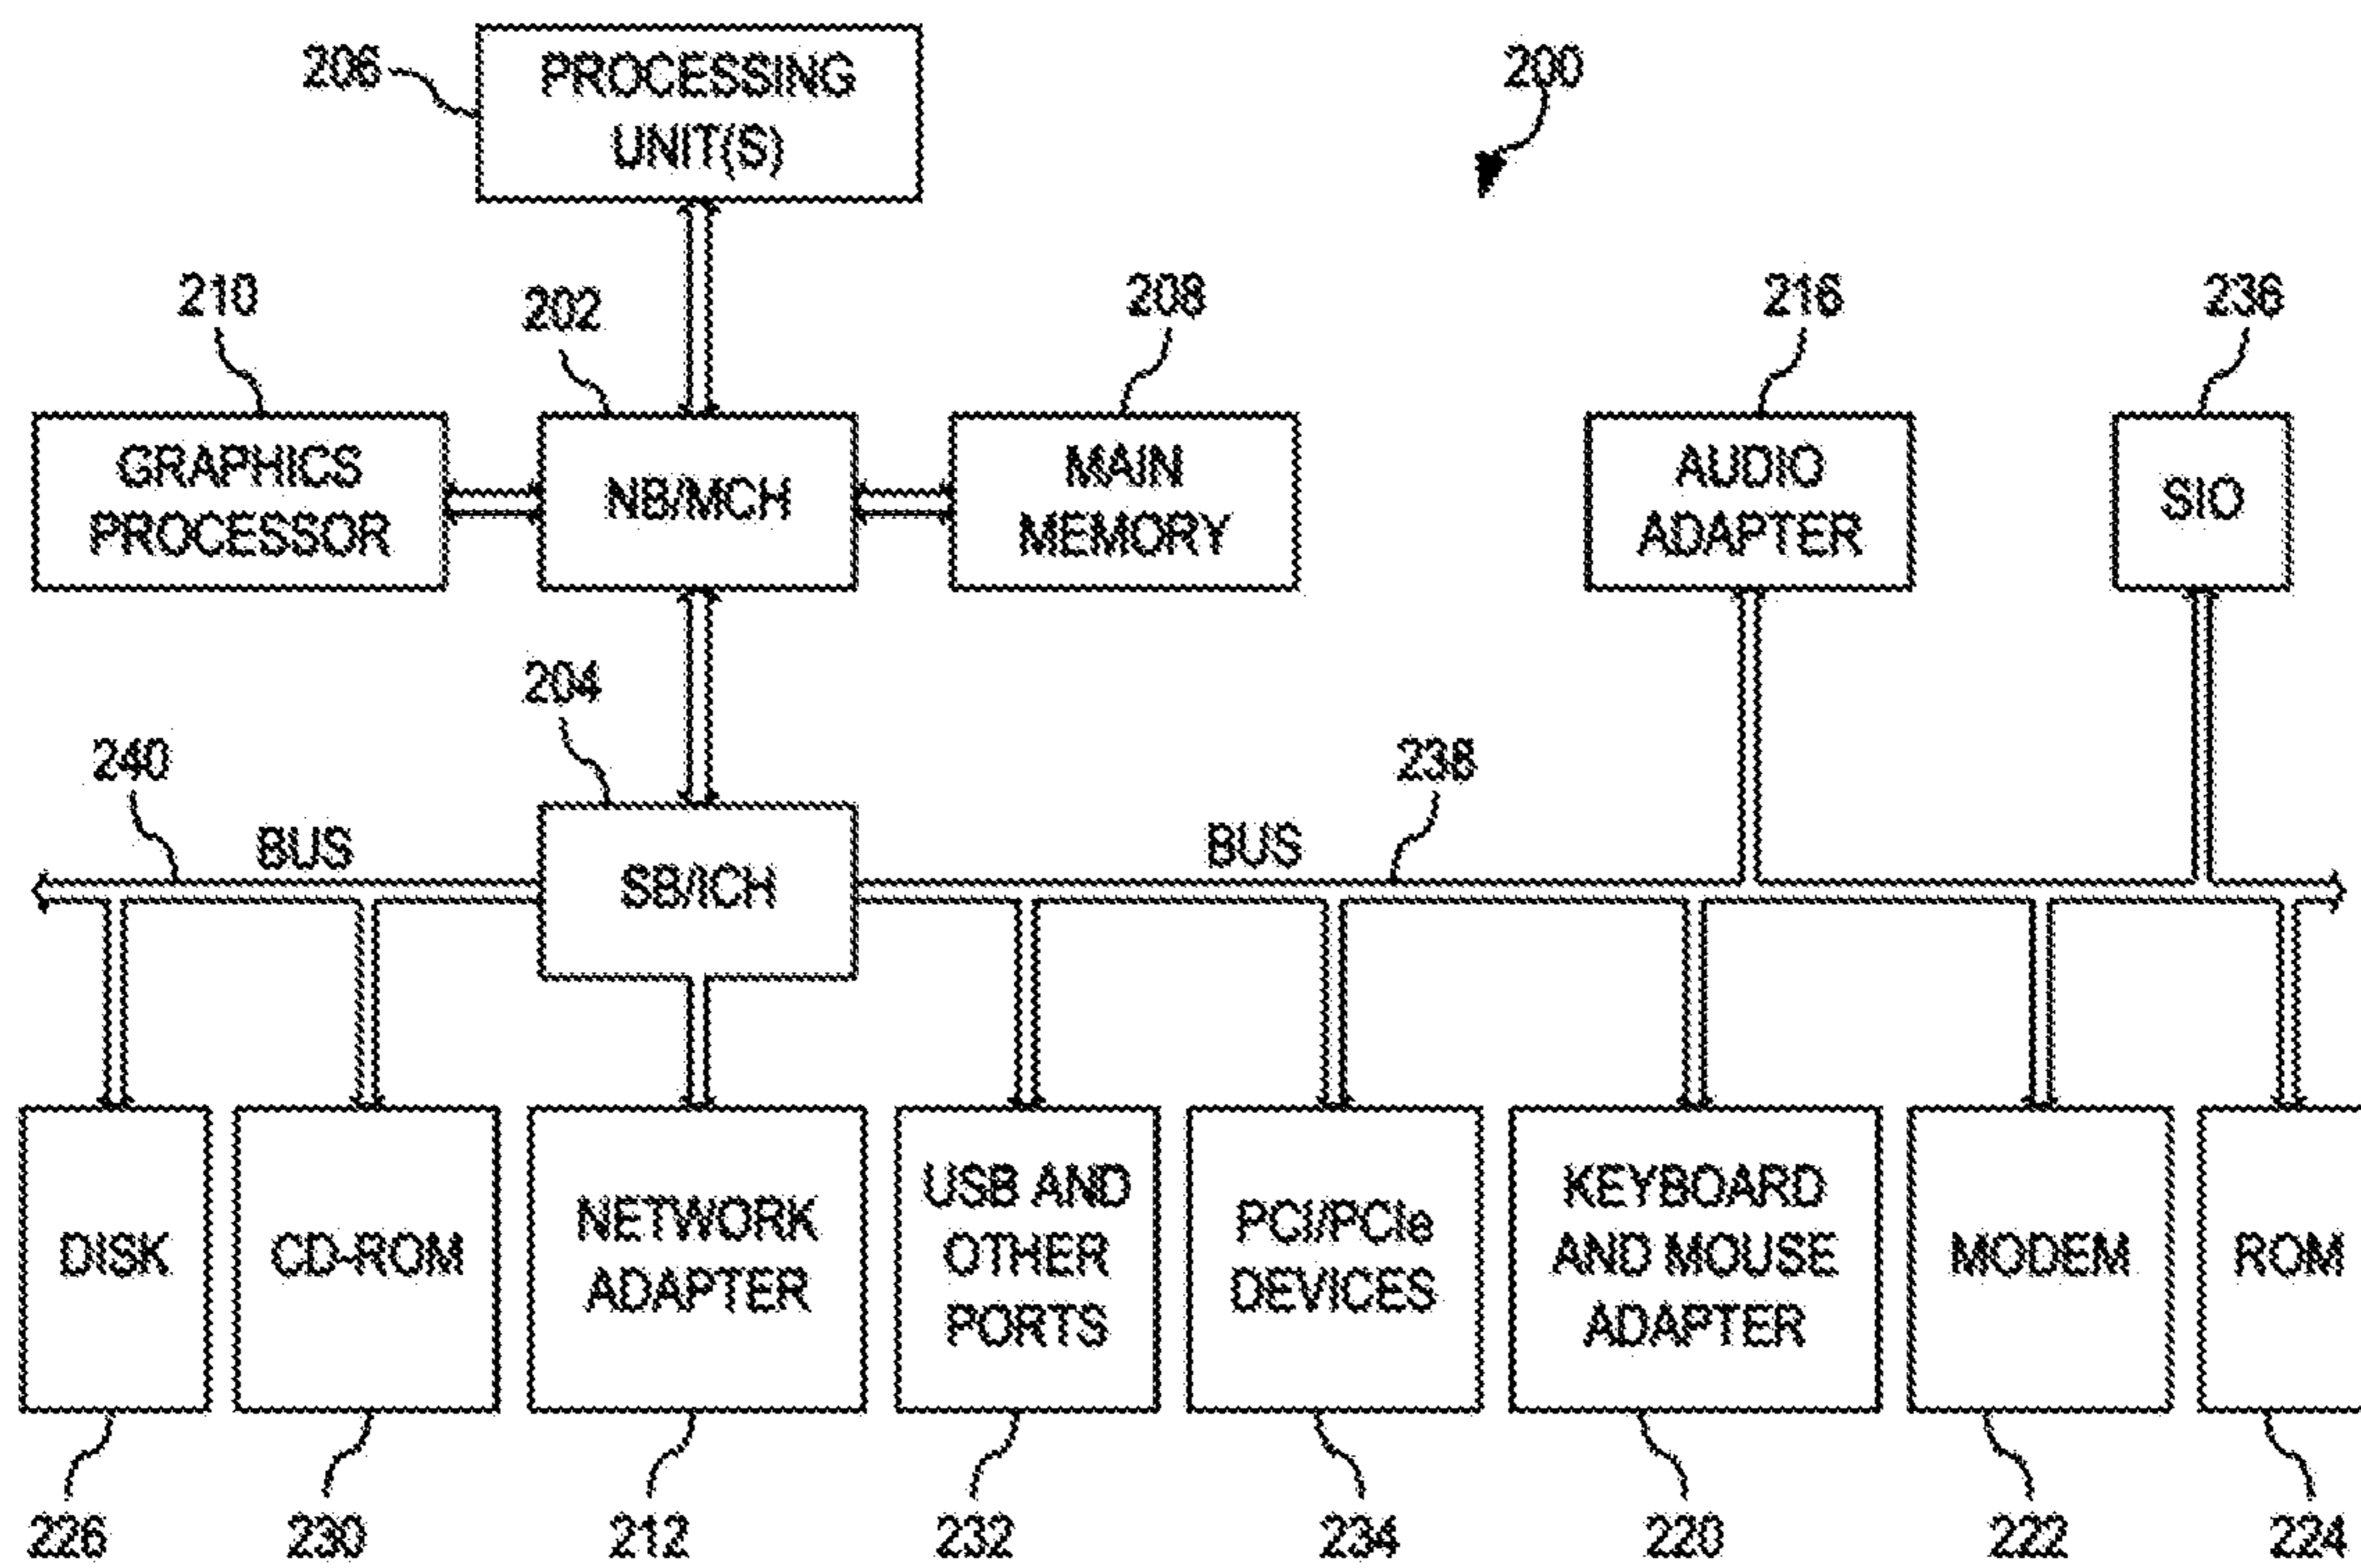 206
PROCESSING
UNIT(S)
200
210
202
208
216
236
GRAPHICS
PROCESSOR
NB/MCH
MAIN
MEMORY
AUDIO
ADAPTER
SIO
204
240
238
BUS
SB/ICH
BUS
DISK
CD-ROM
NETWORK
ADAPTER
USB AND
OTHER
PORTS
PCI/PCIe
DEVICES
KEYBOARD
AND MOUSE
ADAPTER
MODEM
ROM
226
230
212
232
234
220
222
224